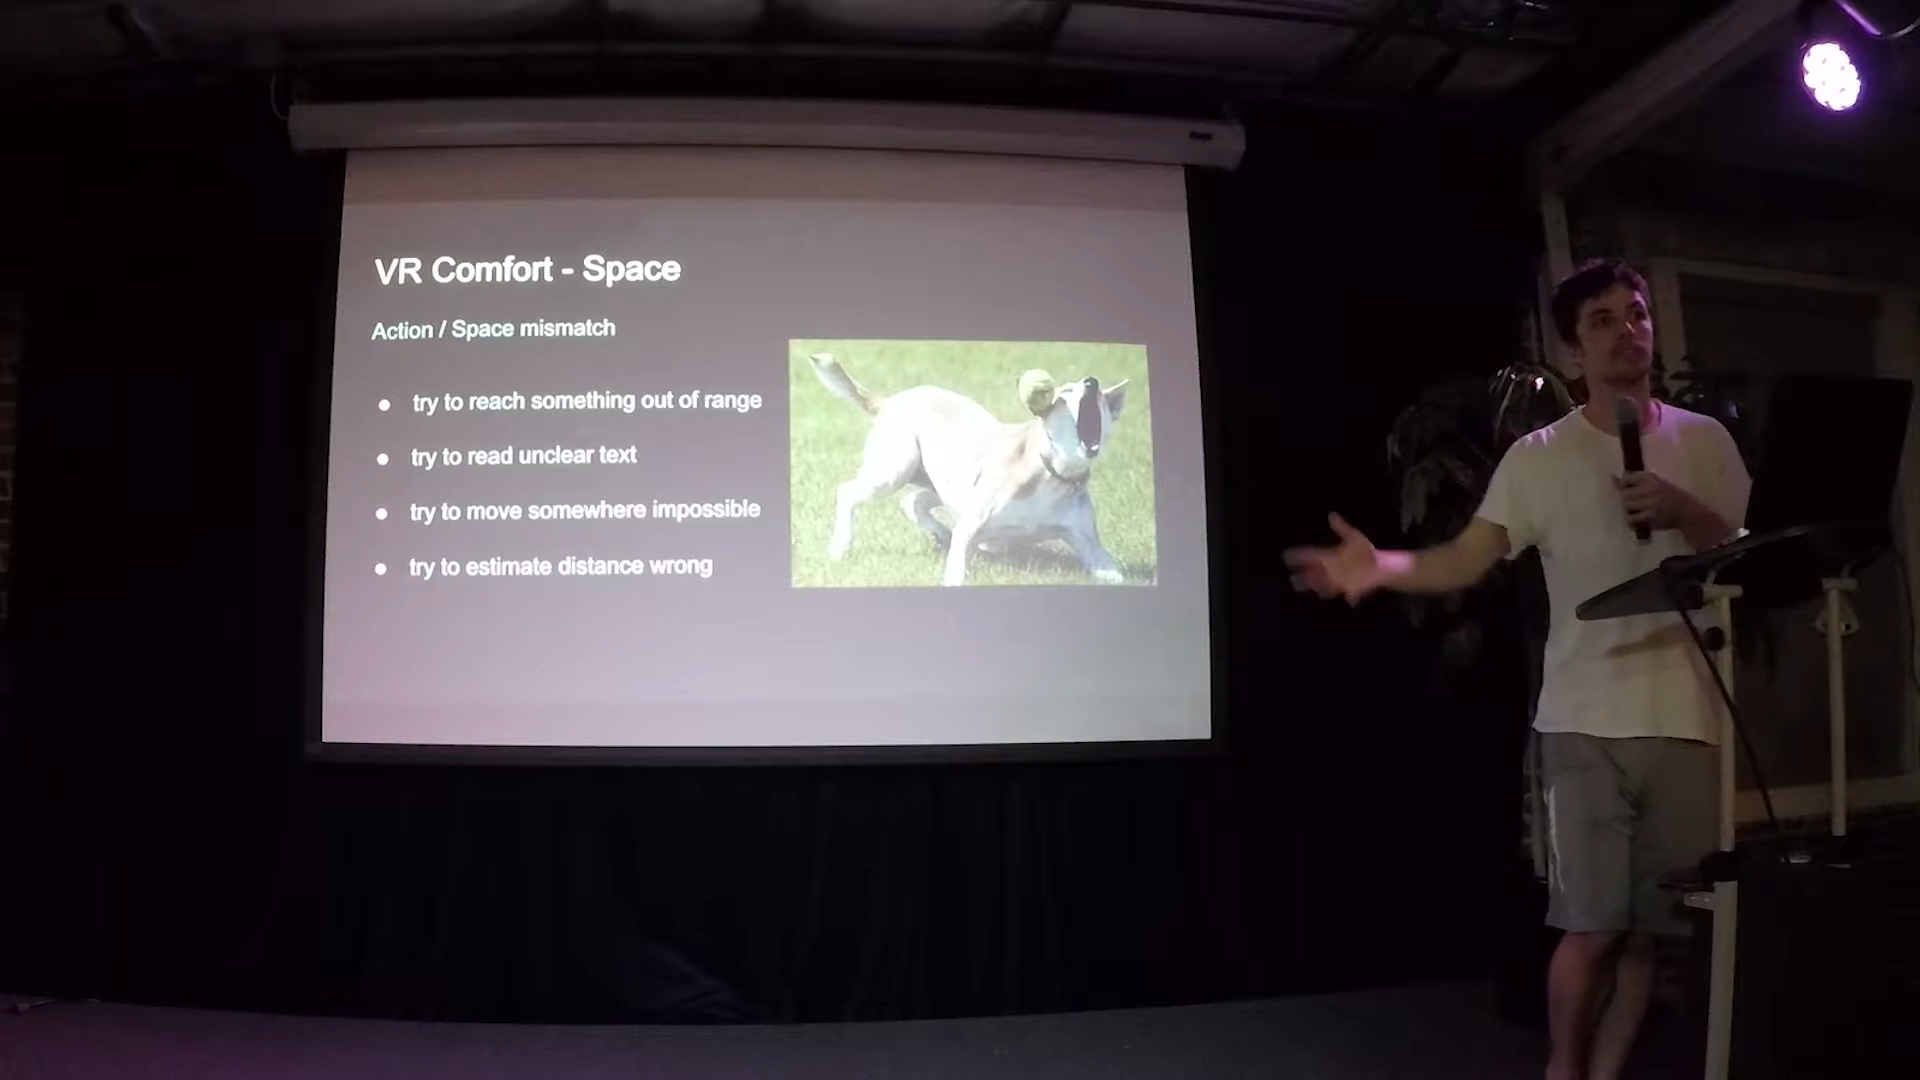 VR Comfort - Space
Action / Space mismatch
● try to reach something out of range
● try to read unclear text
● try to move somewhere impossible
● try to estimate distance wrong